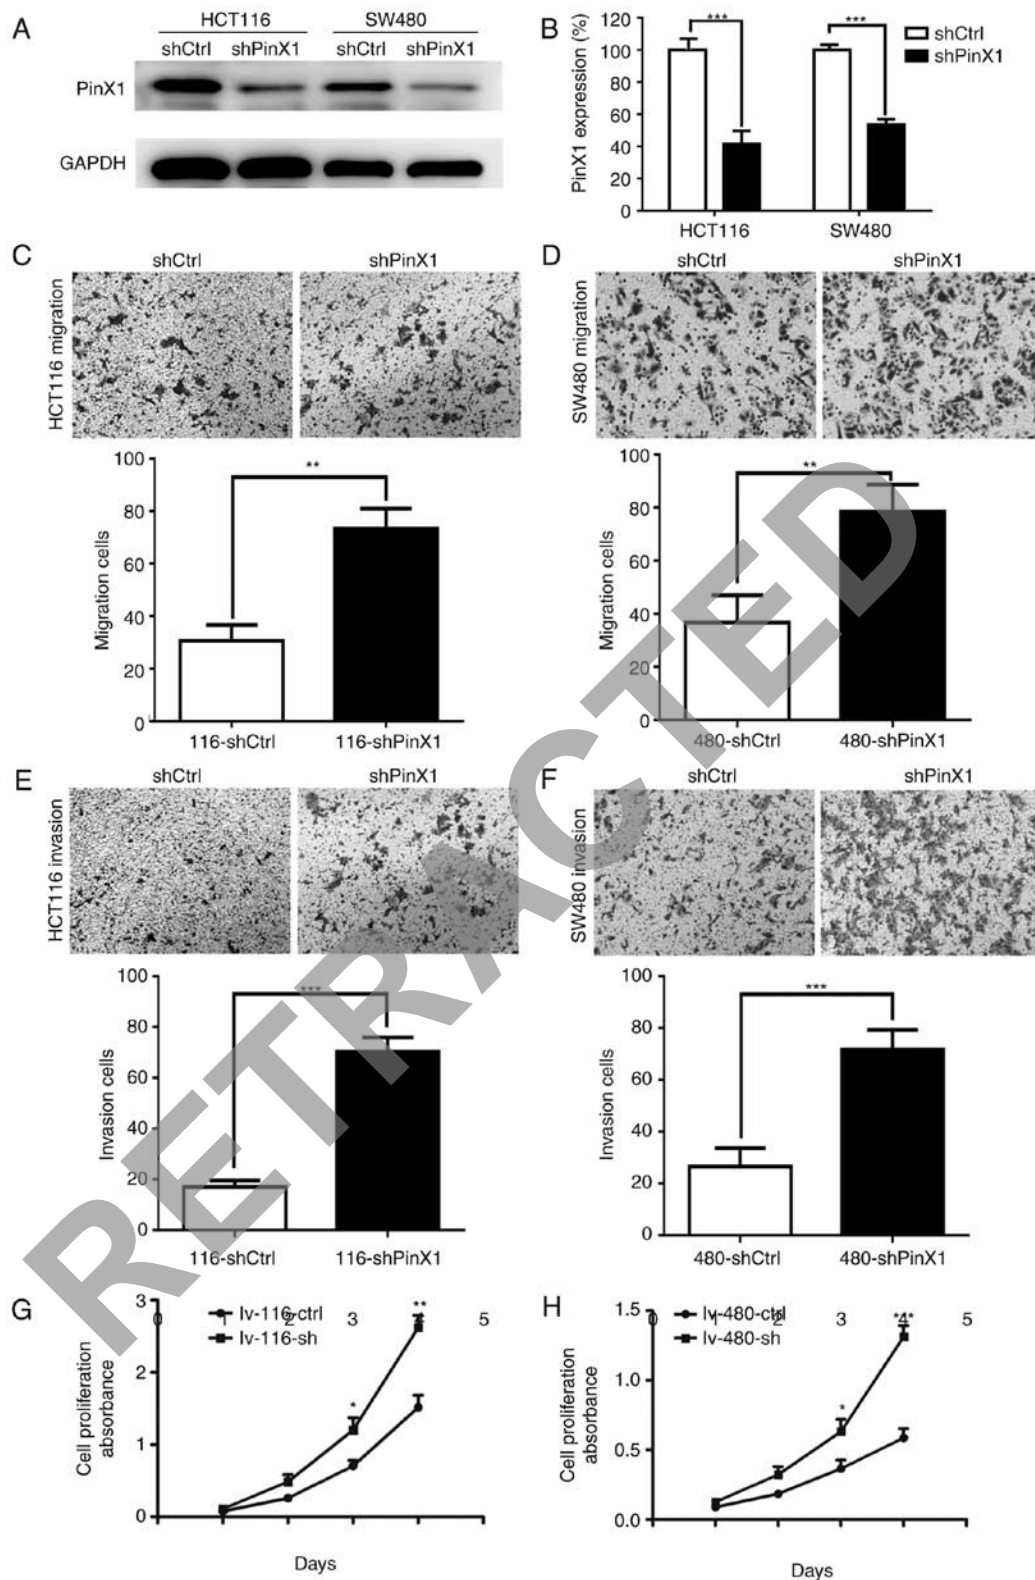 A
HCT116 SW480
shCtrl shPinX1 shCtrl shPinX1
PinX1
GAPDH
B
PinX1 expression (%)
120
100
80
60
40
20
0
*** ***
shCtrl
shPinX1
HCT116 SW480
C
shCtrl shPinX1
HCT116 migration
Migration cells
100
80
60
40
20
0
**
116-shCtrl 116-shPinX1
D
shCtrl shPinX1
SW480 migration
Migration cells
100
80
60
40
20
0
**
480-shCtrl 480-shPinX1
E
shCtrl shPinX1
HCT116 invasion
Invasion cells
100
80
60
40
20
0
***
116-shCtrl 116-shPinX1
F
shCtrl shPinX1
SW480 invasion
Invasion cells
100
80
60
40
20
0
***
480-shCtrl 480-shPinX1
G
Cell proliferation
absorbance
3
2
1
0
0 1 2 3 4 5
lv-116-ctrl
lv-116-sh
*
**
Days
H
Cell proliferation
absorbance
1.5
1.0
0.5
0.0
0 1 2 3 4 5
lv-480-ctrl
lv-480-sh
*
***
Days
RETRACTED